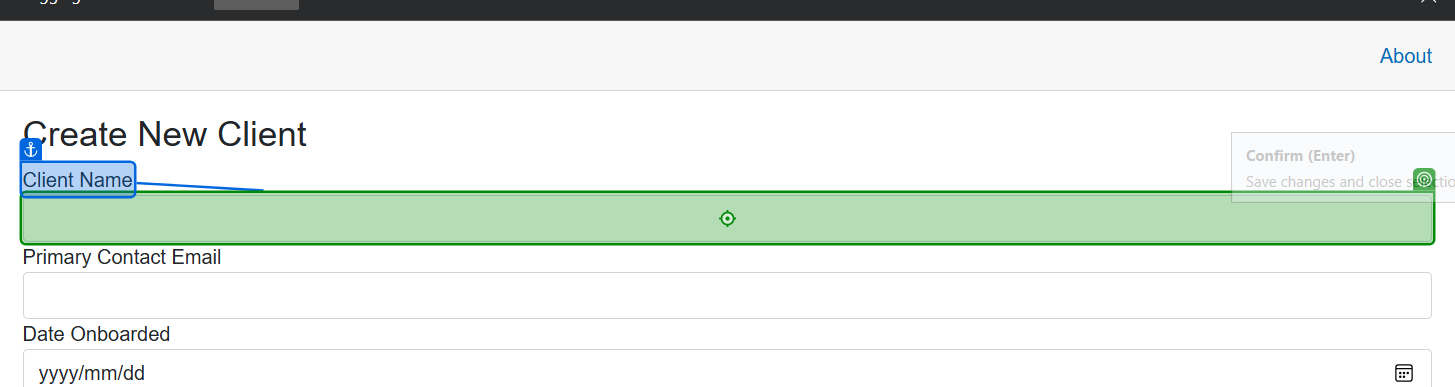 About
Create New Client
Confirm (Enter)
Client Name
Save changes and close selectio
Primary Contact Email
Date Onboarded
yyyy/mm/dd